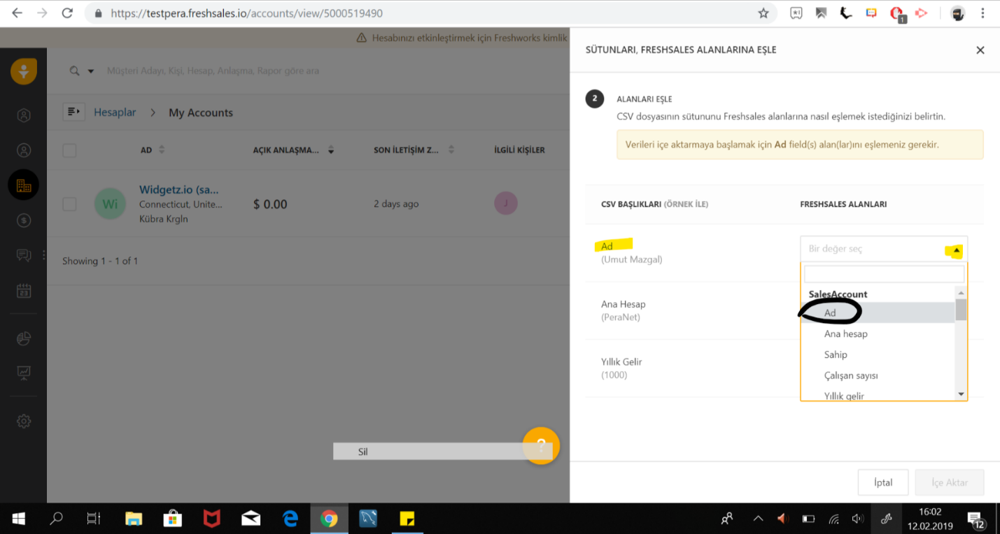 https://testpera.freshsales.io/accounts/view/5000519490
1
Hesabınızı etkinleştirmek için Freshworks kimlik
Müşteri Adayı, Kişi, Hesap, Anlaşma, Rapor göre ara
Hesaplar > My Accounts
AD AÇIK ANLAŞMA... SON İLETİŞİM Z... İLGİLİ KİŞİLER
Wi
Widgetz.io (sa...
Connecticut, Unite...
Kübra Krgln
$ 0.00
2 days ago
J
Showing 1 - 1 of 1
23
Sil
?
SÜTUNLARI, FRESHSALES ALANLARINA EŞLE
2
ALANLARI EŞLE
CSV dosyasının sütununu Freshsales alanlarına nasıl eşlemek istediğinizi belirtin.
Verileri içe aktarmaya başlamak için Ad field(s) alan(lar)ını eşlemeniz gerekir.
CSV BAŞLIKLARI (ÖRNEK İLE) FRESHSALES ALANLARI
Ad
(Umut Mazgal)
Bir değer seç
SalesAccount
Ad
Ana hesap
Sahip
Çalışan sayısı
Yıllık gelir
Ana Hesap
(PeraNet)
Yıllık Gelir
(1000)
İptal İçe Aktar
16:02
12.02.2019
12